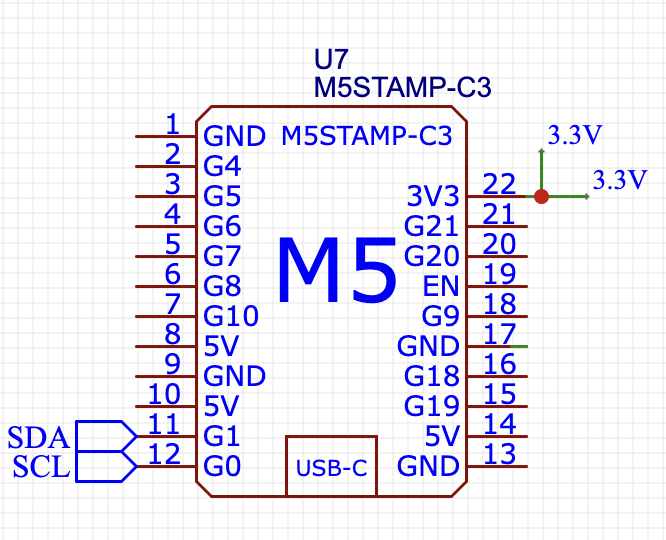 U7
M5STAMP-C3
M5STAMP-C3
M5
USB-C
1 GND
2 G4
3 G5
4 G6
5 G7
6 G8
7 G10
8 5V
9 GND
10 5V
SDA 11 G1
SCL 12 G0
3.3V
3.3V
3V3 22
G21 21
G20 20
EN 19
G9 18
GND 17
G18 16
G19 15
5V 14
GND 13